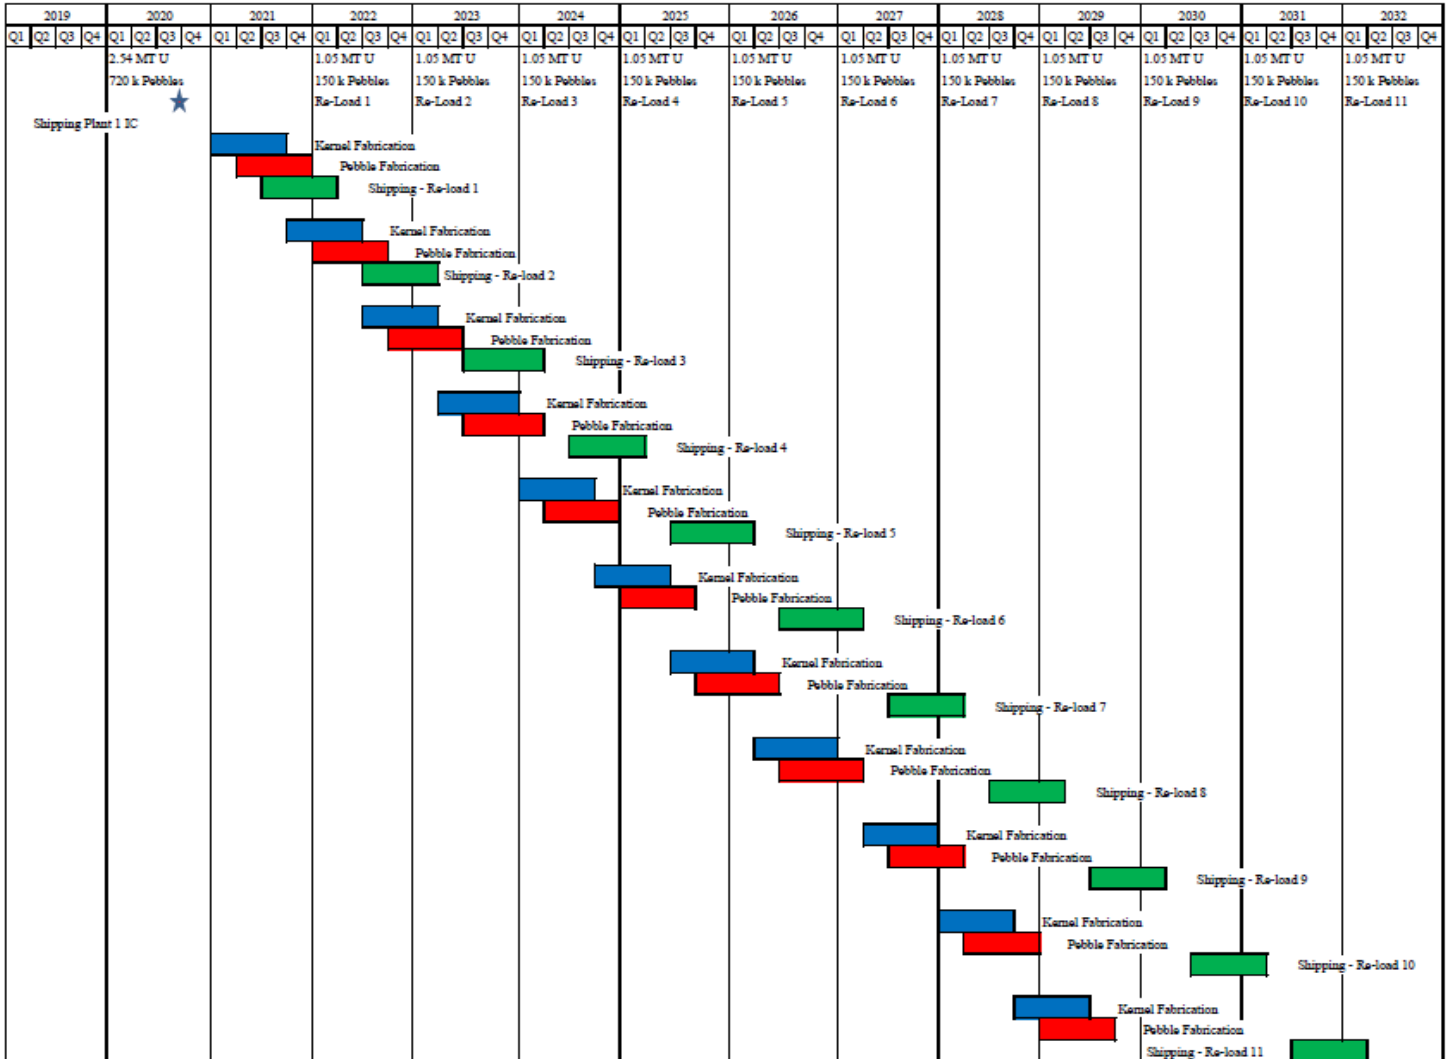 2019 2020 2021 2022 2023 2024 2025 2026 2027 2028 2029 2030 2031 2032
Q1 Q2 Q3 Q4 Q1 Q2 Q3 Q4 Q1 Q2 Q3 Q4 Q1 Q2 Q3 Q4 Q1 Q2 Q3 Q4 Q1 Q2 Q3 Q4 Q1 Q2 Q3 Q4 Q1 Q2 Q3 Q4 Q1 Q2 Q3 Q4 Q1 Q2 Q3 Q4 Q1 Q2 Q3 Q4 Q1 Q2 Q3 Q4 Q1 Q2 Q3 Q4 Q1 Q2 Q3 Q4
2.54 MT U 1.05 MT U 1.05 MT U 1.05 MT U 1.05 MT U 1.05 MT U 1.05 MT U 1.05 MT U 1.05 MT U 1.05 MT U 1.05 MT U 1.05 MT U
720 k Pebbles 150 k Pebbles 150 k Pebbles 150 k Pebbles 150 k Pebbles 150 k Pebbles 150 k Pebbles 150 k Pebbles 150 k Pebbles 150 k Pebbles 150 k Pebbles 150 k Pebbles
Re-Load 1 Re-Load 2 Re-Load 3 Re-Load 4 Re-Load 5 Re-Load 6 Re-Load 7 Re-Load 8 Re-Load 9 Re-Load 10 Re-Load 11
Shipping Plant 1 IC
Kernel Fabrication
Pebble Fabrication
Shipping - Re-load 1
Kernel Fabrication
Pebble Fabrication
Shipping - Re-load 2
Kernel Fabrication
Pebble Fabrication
Shipping - Re-load 3
Kernel Fabrication
Pebble Fabrication
Shipping - Re-load 4
Kernel Fabrication
Pebble Fabrication
Shipping - Re-load 5
Kernel Fabrication
Pebble Fabrication
Shipping - Re-load 6
Kernel Fabrication
Pebble Fabrication
Shipping - Re-load 7
Kernel Fabrication
Pebble Fabrication
Shipping - Re-load 8
Kernel Fabrication
Pebble Fabrication
Shipping - Re-load 9
Kernel Fabrication
Pebble Fabrication
Shipping - Re-load 10
Kernel Fabrication
Pebble Fabrication
Shipping - Re-load 11